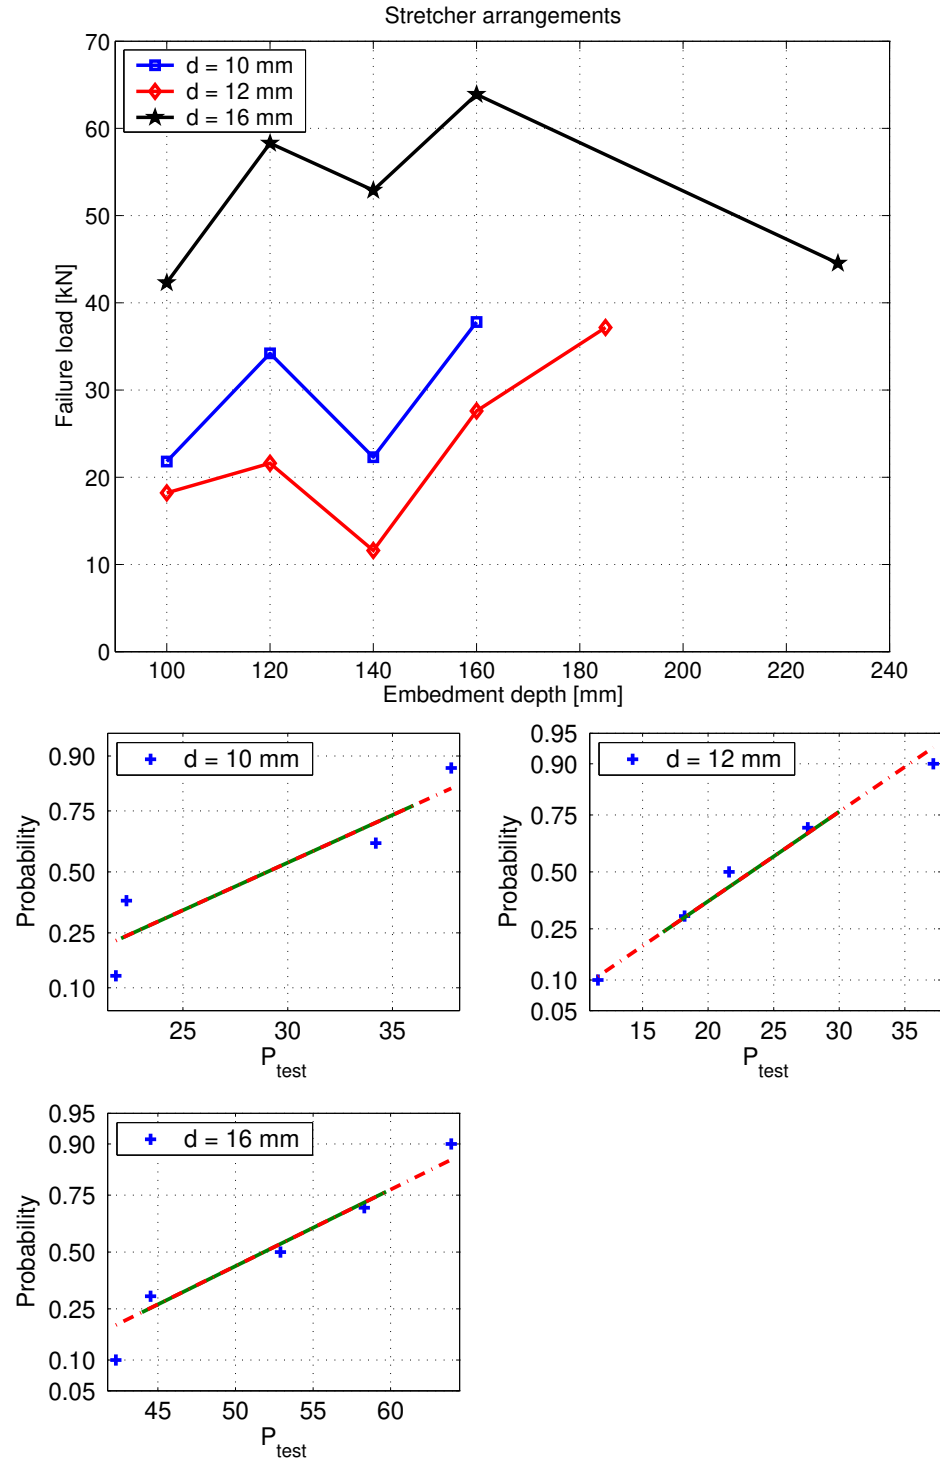 Stretcher arrangements
70
60
50
40
30
20
10
0
Failure load [kN]
d = 10 mm
d = 12 mm
d = 16 mm
100 120 140 160 180 200 220 240
Embedment depth [mm]
0.90
0.75
0.50
0.25
0.10
Probability
d = 10 mm
25 30 35
P_test
0.95
0.90
0.75
0.50
0.25
0.10
0.05
Probability
d = 12 mm
15 20 25 30 35
P_test
0.95
0.90
0.75
0.50
0.25
0.10
0.05
Probability
d = 16 mm
45 50 55 60
P_test